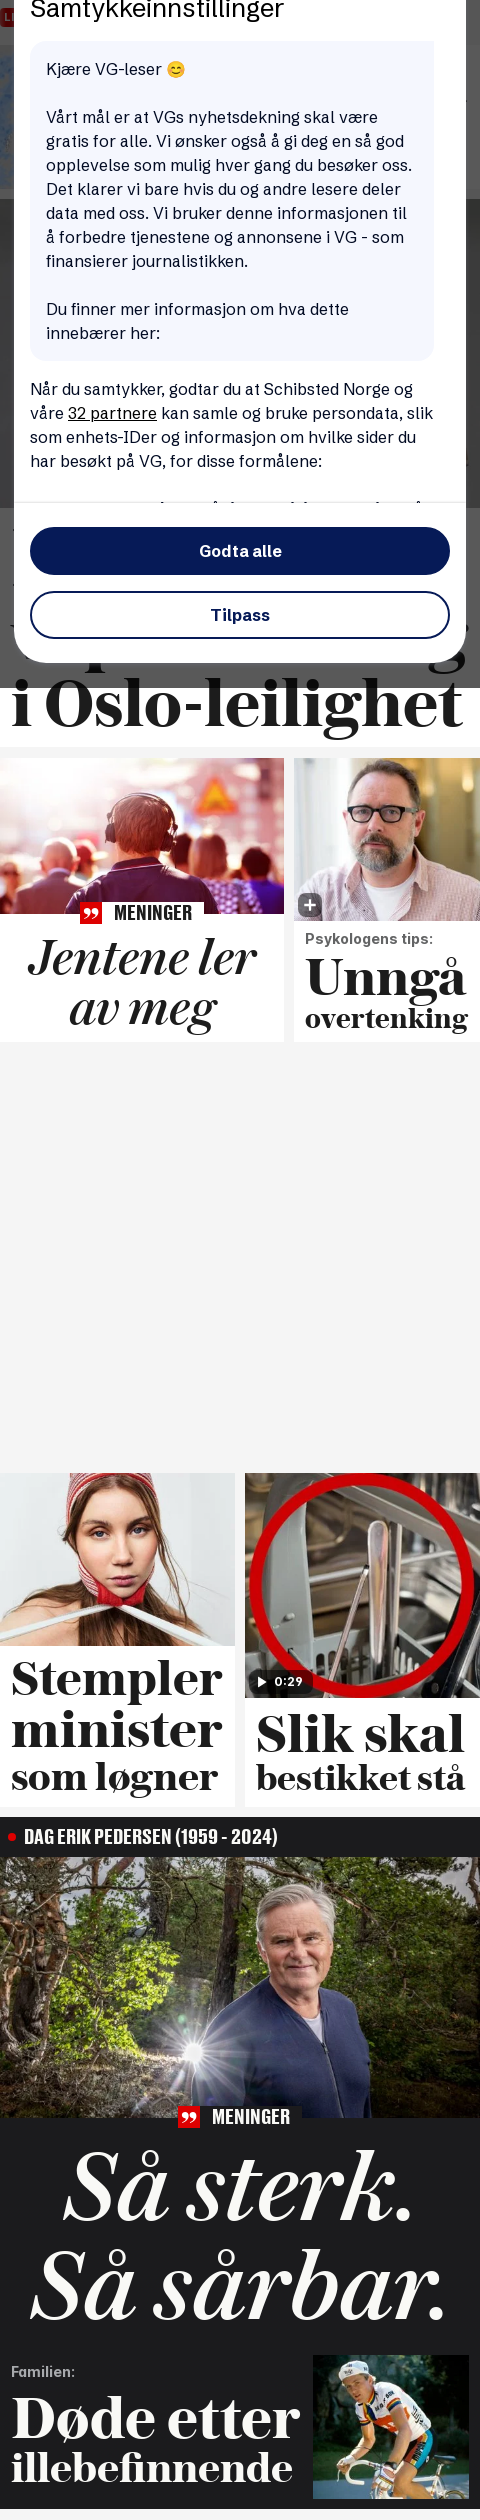 Samtykkeinnstillinger
Kjære VG-leser 😊
Vårt mål er at VGs nyhetsdekning skal være
gratis for alle. Vi ønsker også å gi deg en så god
opplevelse som mulig hver gang du besøker oss.
Det klarer vi bare hvis du og andre lesere deler
data med oss. Vi bruker denne informasjonen til
å forbedre tjenestene og annonsene i VG - som
finansierer journalistikken.
Du finner mer informasjon om hva dette
innebærer her:
Når du samtykker, godtar du at Schibsted Norge og
våre 32 partnere kan samle og bruke persondata, slik
som enhets-IDer og informasjon om hvilke sider du
har besøkt på VG, for disse formålene:
Godta alle
Tilpass
i Oslo-leilighet
MENINGER
Jentene ler
av meg
Psykologens tips:
Unngå
overtenking
Stempler
minister
som løgner
0:29
Slik skal
bestikket stå
DAG ERIK PEDERSEN (1959 - 2024)
MENINGER
Så sterk.
Så sårbar.
Familien:
Døde etter
illebefinnende